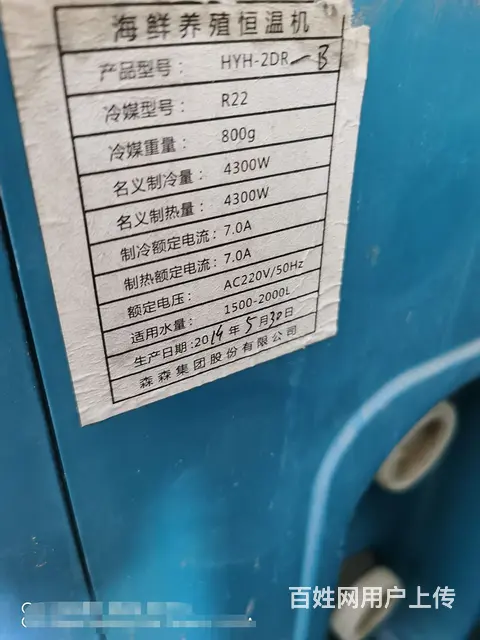 海鲜养殖恒温机
产品型号： HYH-2DR-B
冷媒型号： R22
冷媒重量： 800g
名义制冷量： 4300W
名义制热量： 4300W
制冷额定电流：7.0A
制热额定电流：7.0A
额定电压： AC220V/50Hz
适用水量： 1500-2000L
生产日期：2014年5月30日
森森集团股份有限公司
百姓网用户上传